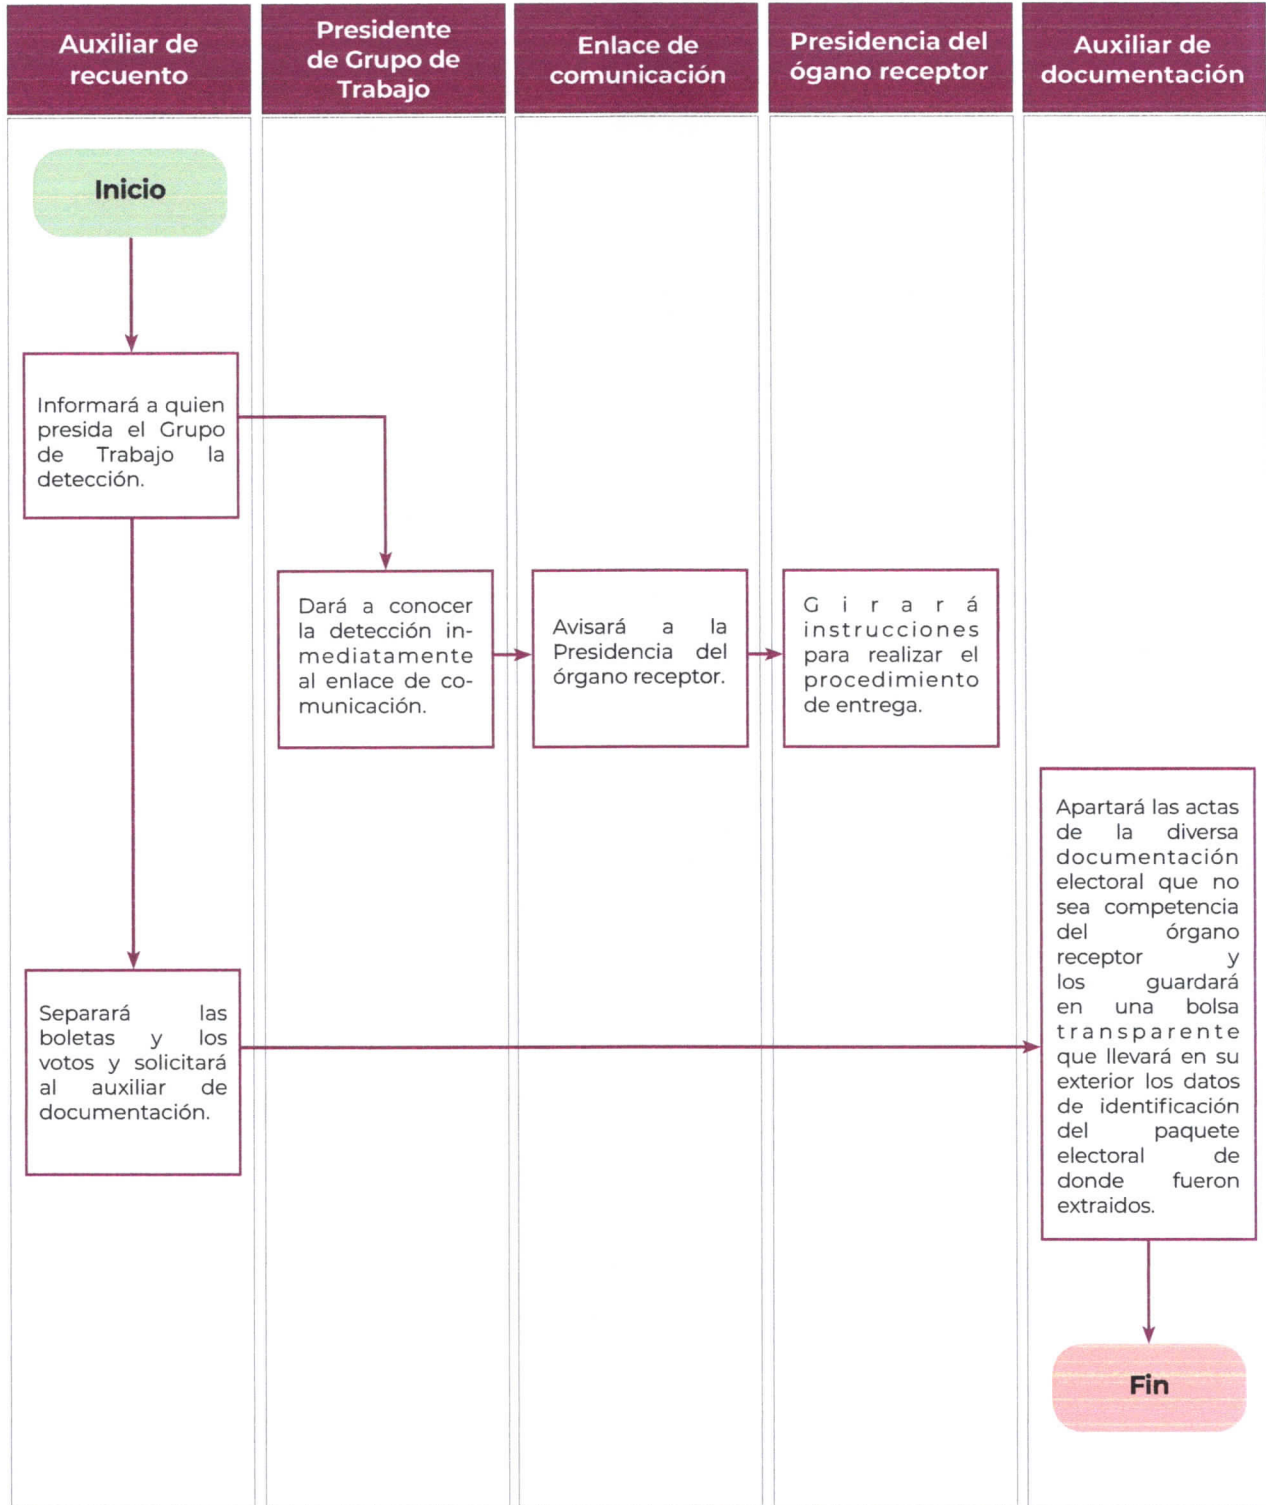 Auxiliar de
recuento
Presidente
de Grupo de
Trabajo
Enlace de
comunicación
Presidencia del
ógano receptor
Auxiliar de
documentación
Inicio
Informará a quien
presida el Grupo
de Trabajo la
detección.
Dará a conocer
la detección in-
mediatamente
al enlace de co-
municación.
Avisará a la
Presidencia del
órgano receptor.
Girará
instrucciones
para realizar el
procedimiento
de entrega.
Separará las
boletas y los
votos y solicitará
al auxiliar de
documentación.
Apartará las actas
de la diversa
documentación
electoral que no
sea competencia
del órgano
receptor y
los guardará
en una bolsa
transparente
que llevará en su
exterior los datos
de identificación
del paquete
electoral de
donde fueron
extraidos.
Fin